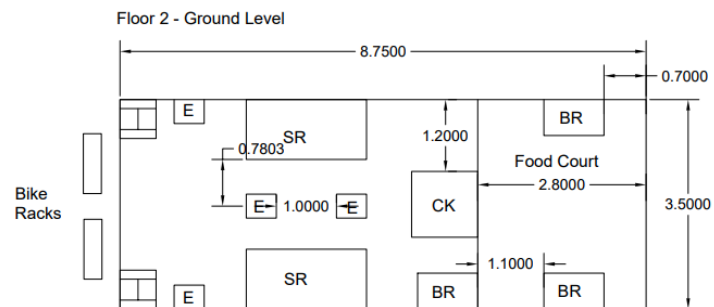 Floor 2 - Ground Level
8.7500
0.7000
E
SR
BR
1.2000
0.7803
Food Court
2.8000
Bike
Racks
E
1.0000
E
CK
3.5000
1.1000
SR
E
BR
BR